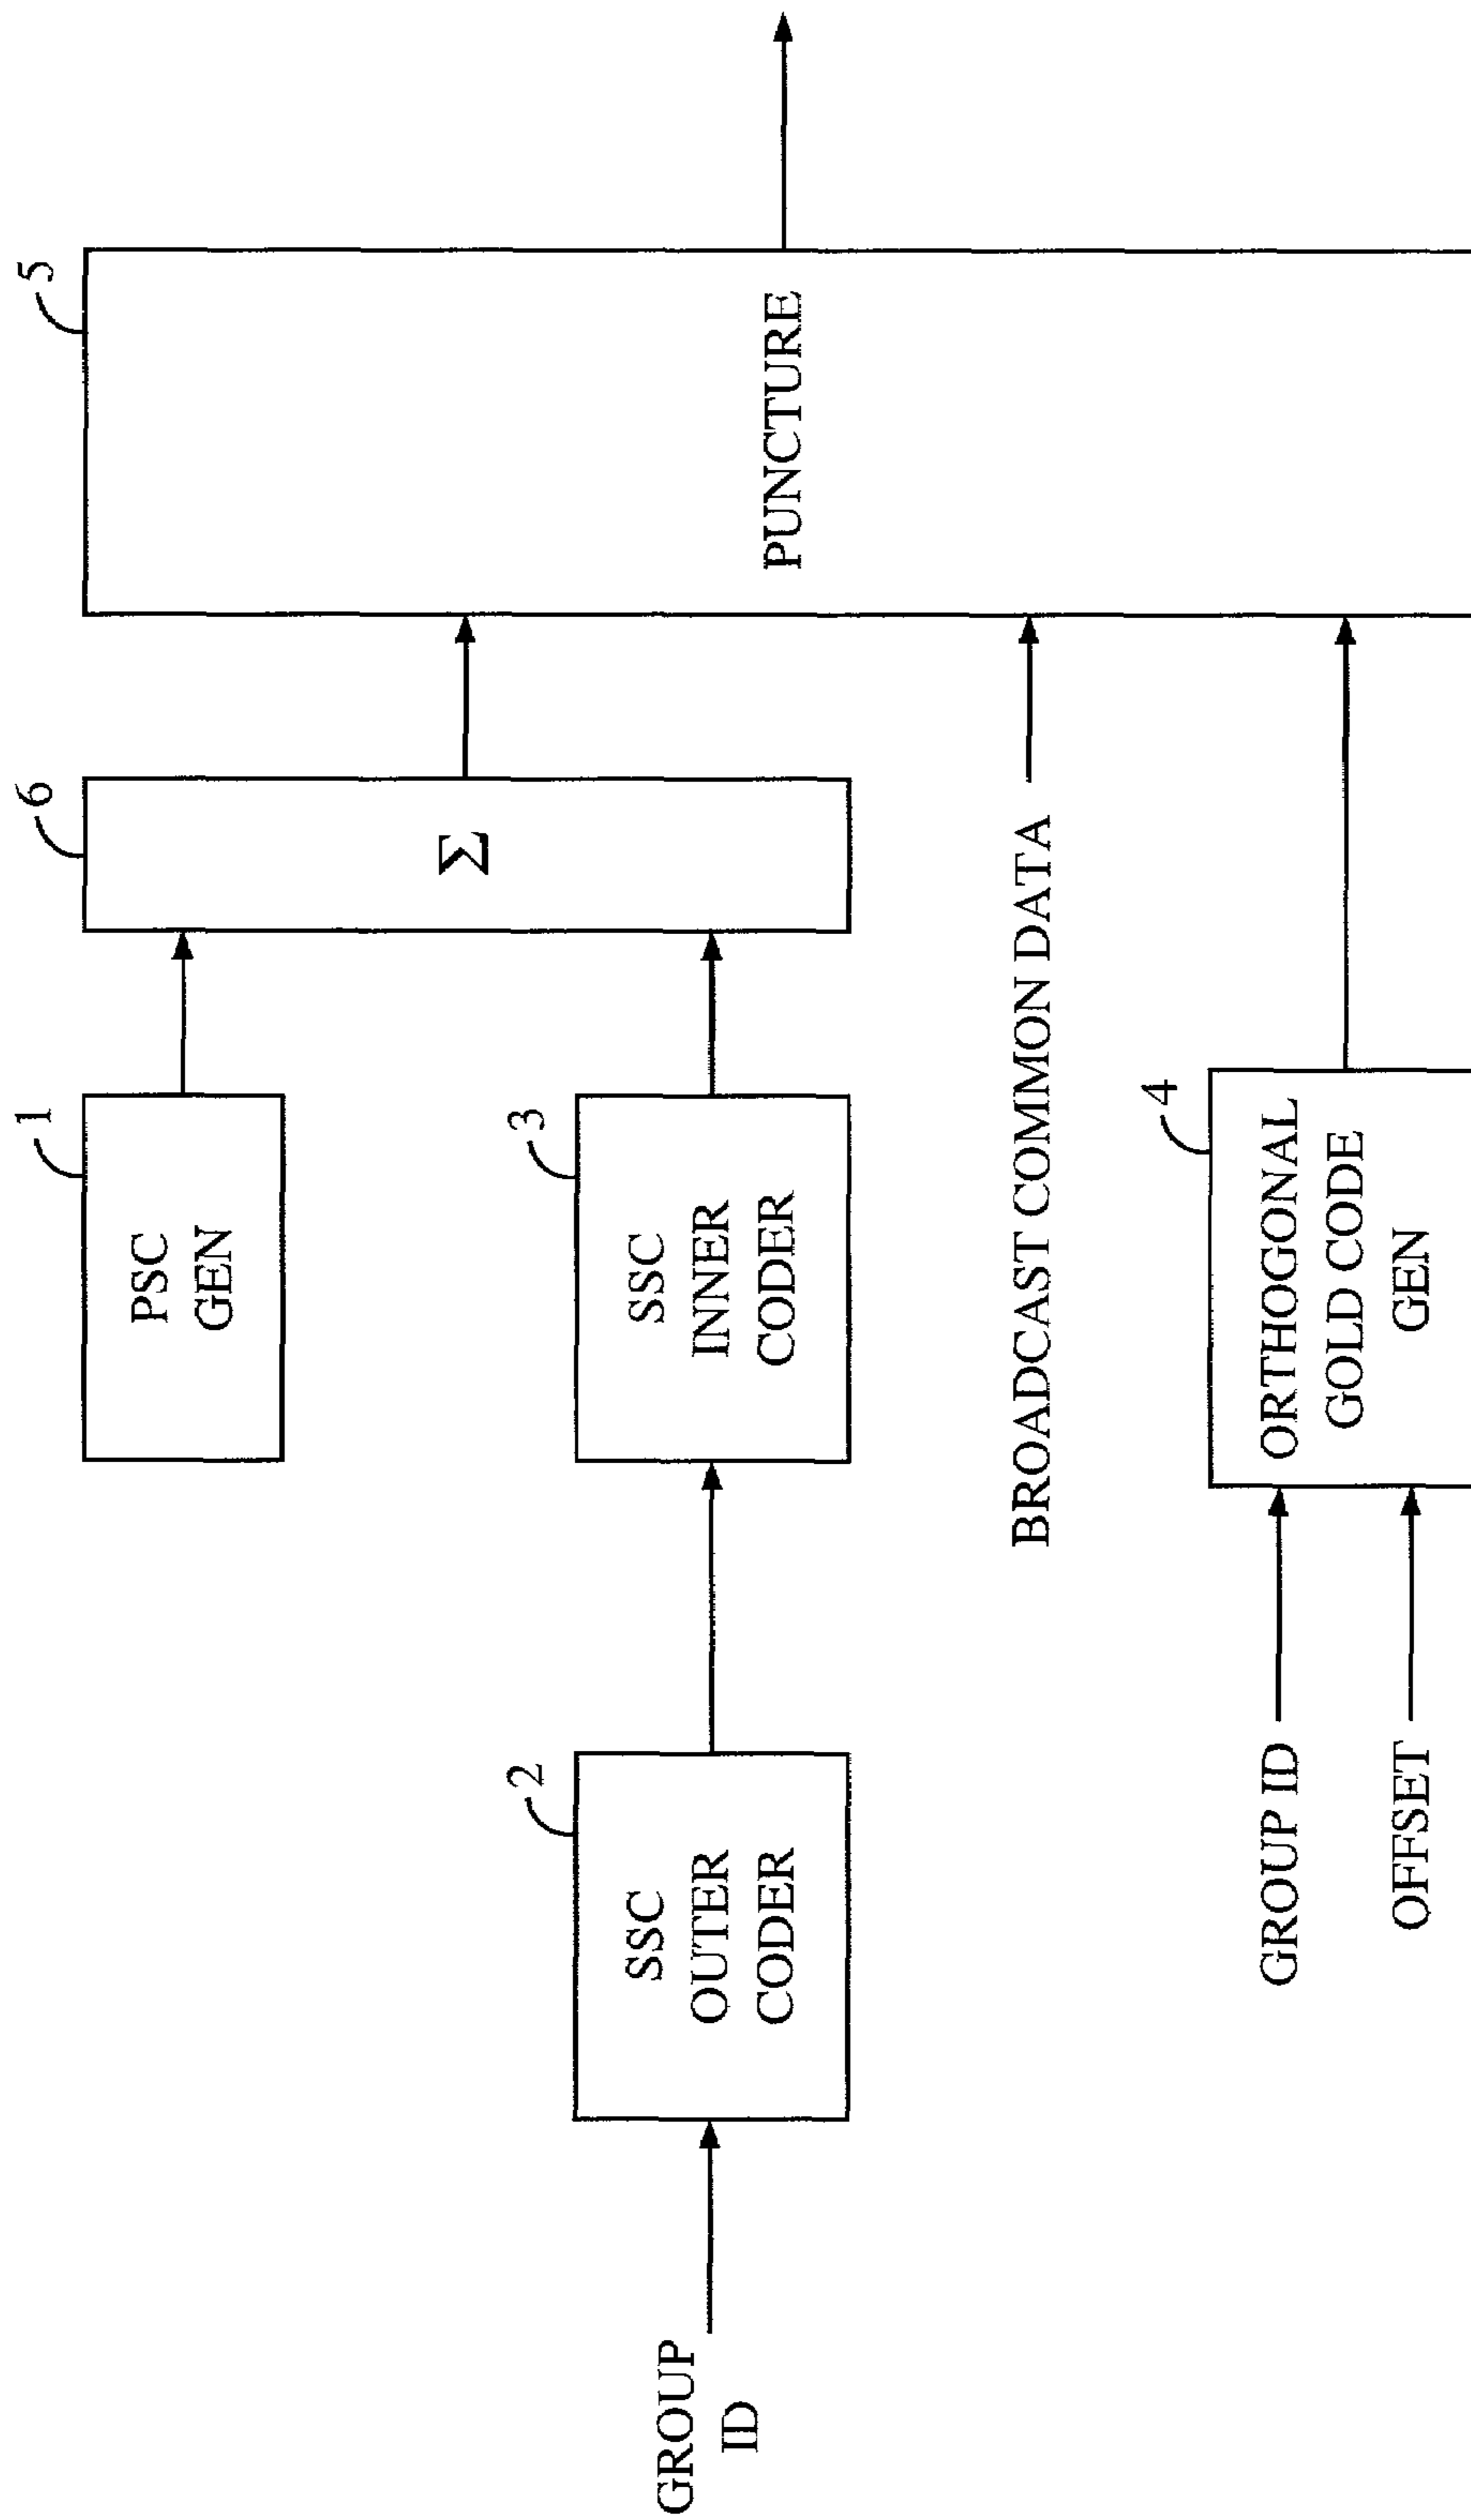 1
PSC
GEN
6
Σ
5
PUNCTURE
GROUP
ID
2
SSC
OUTER
CODER
3
SSC
INNER
CODER
BROADCAST COMMON DATA
GROUP ID
OFFSET
4
ORTHOGONAL
GOLD CODE
GEN